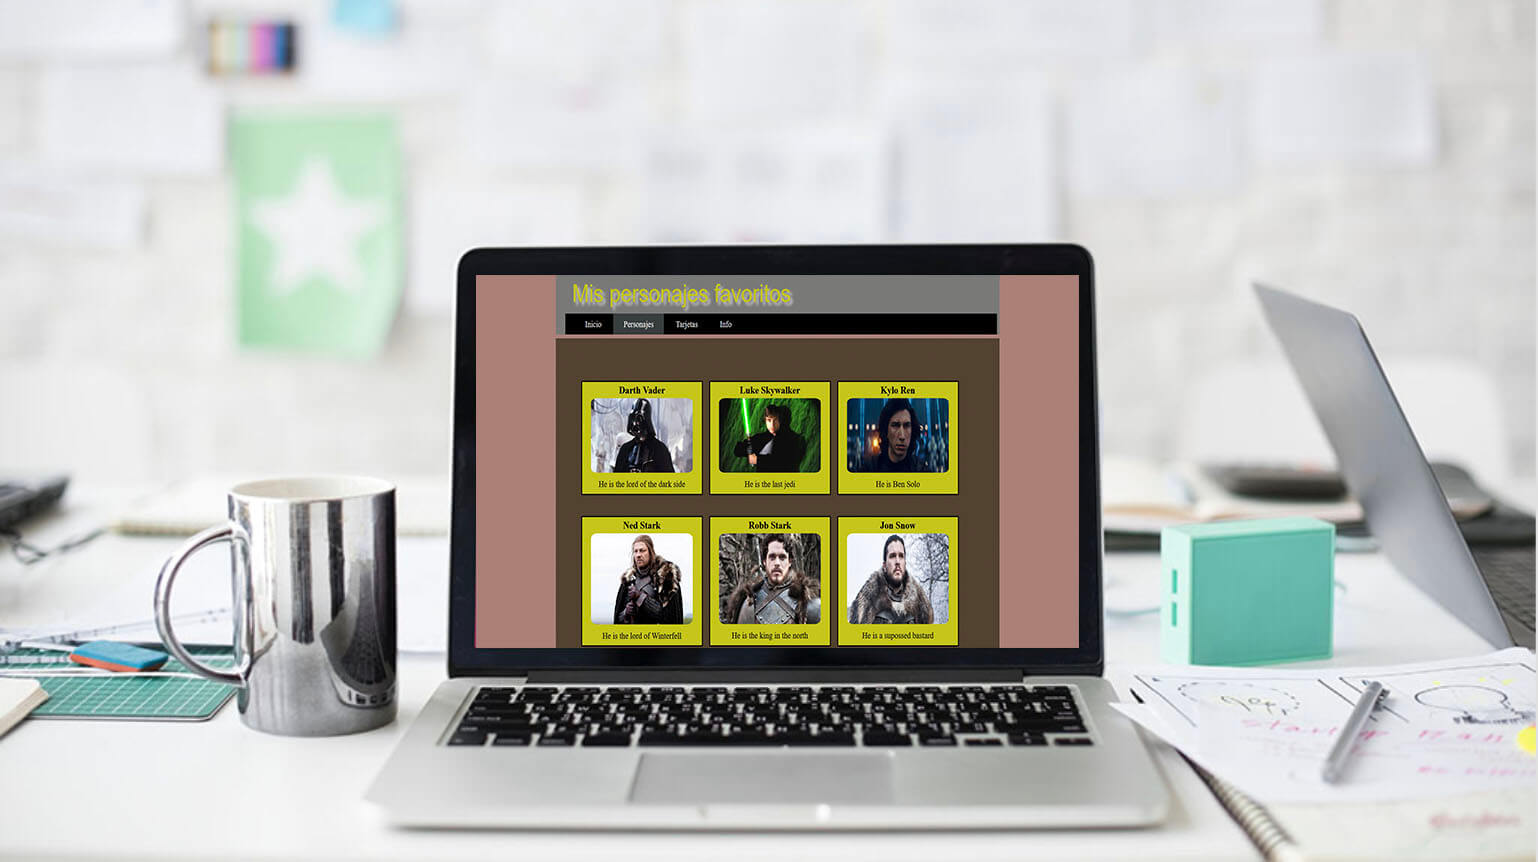 Mis personajes favoritos
Inicio Personajes Tarjetas Info
Darth Vader Luke Skywalker Kylo Ren
He is the lord of the dark side He is the last jedi He is Ben Solo
Ned Stark Robb Stark Jon Snow
He is the lord of Winterfell He is the king in the north He is a supossed bastard